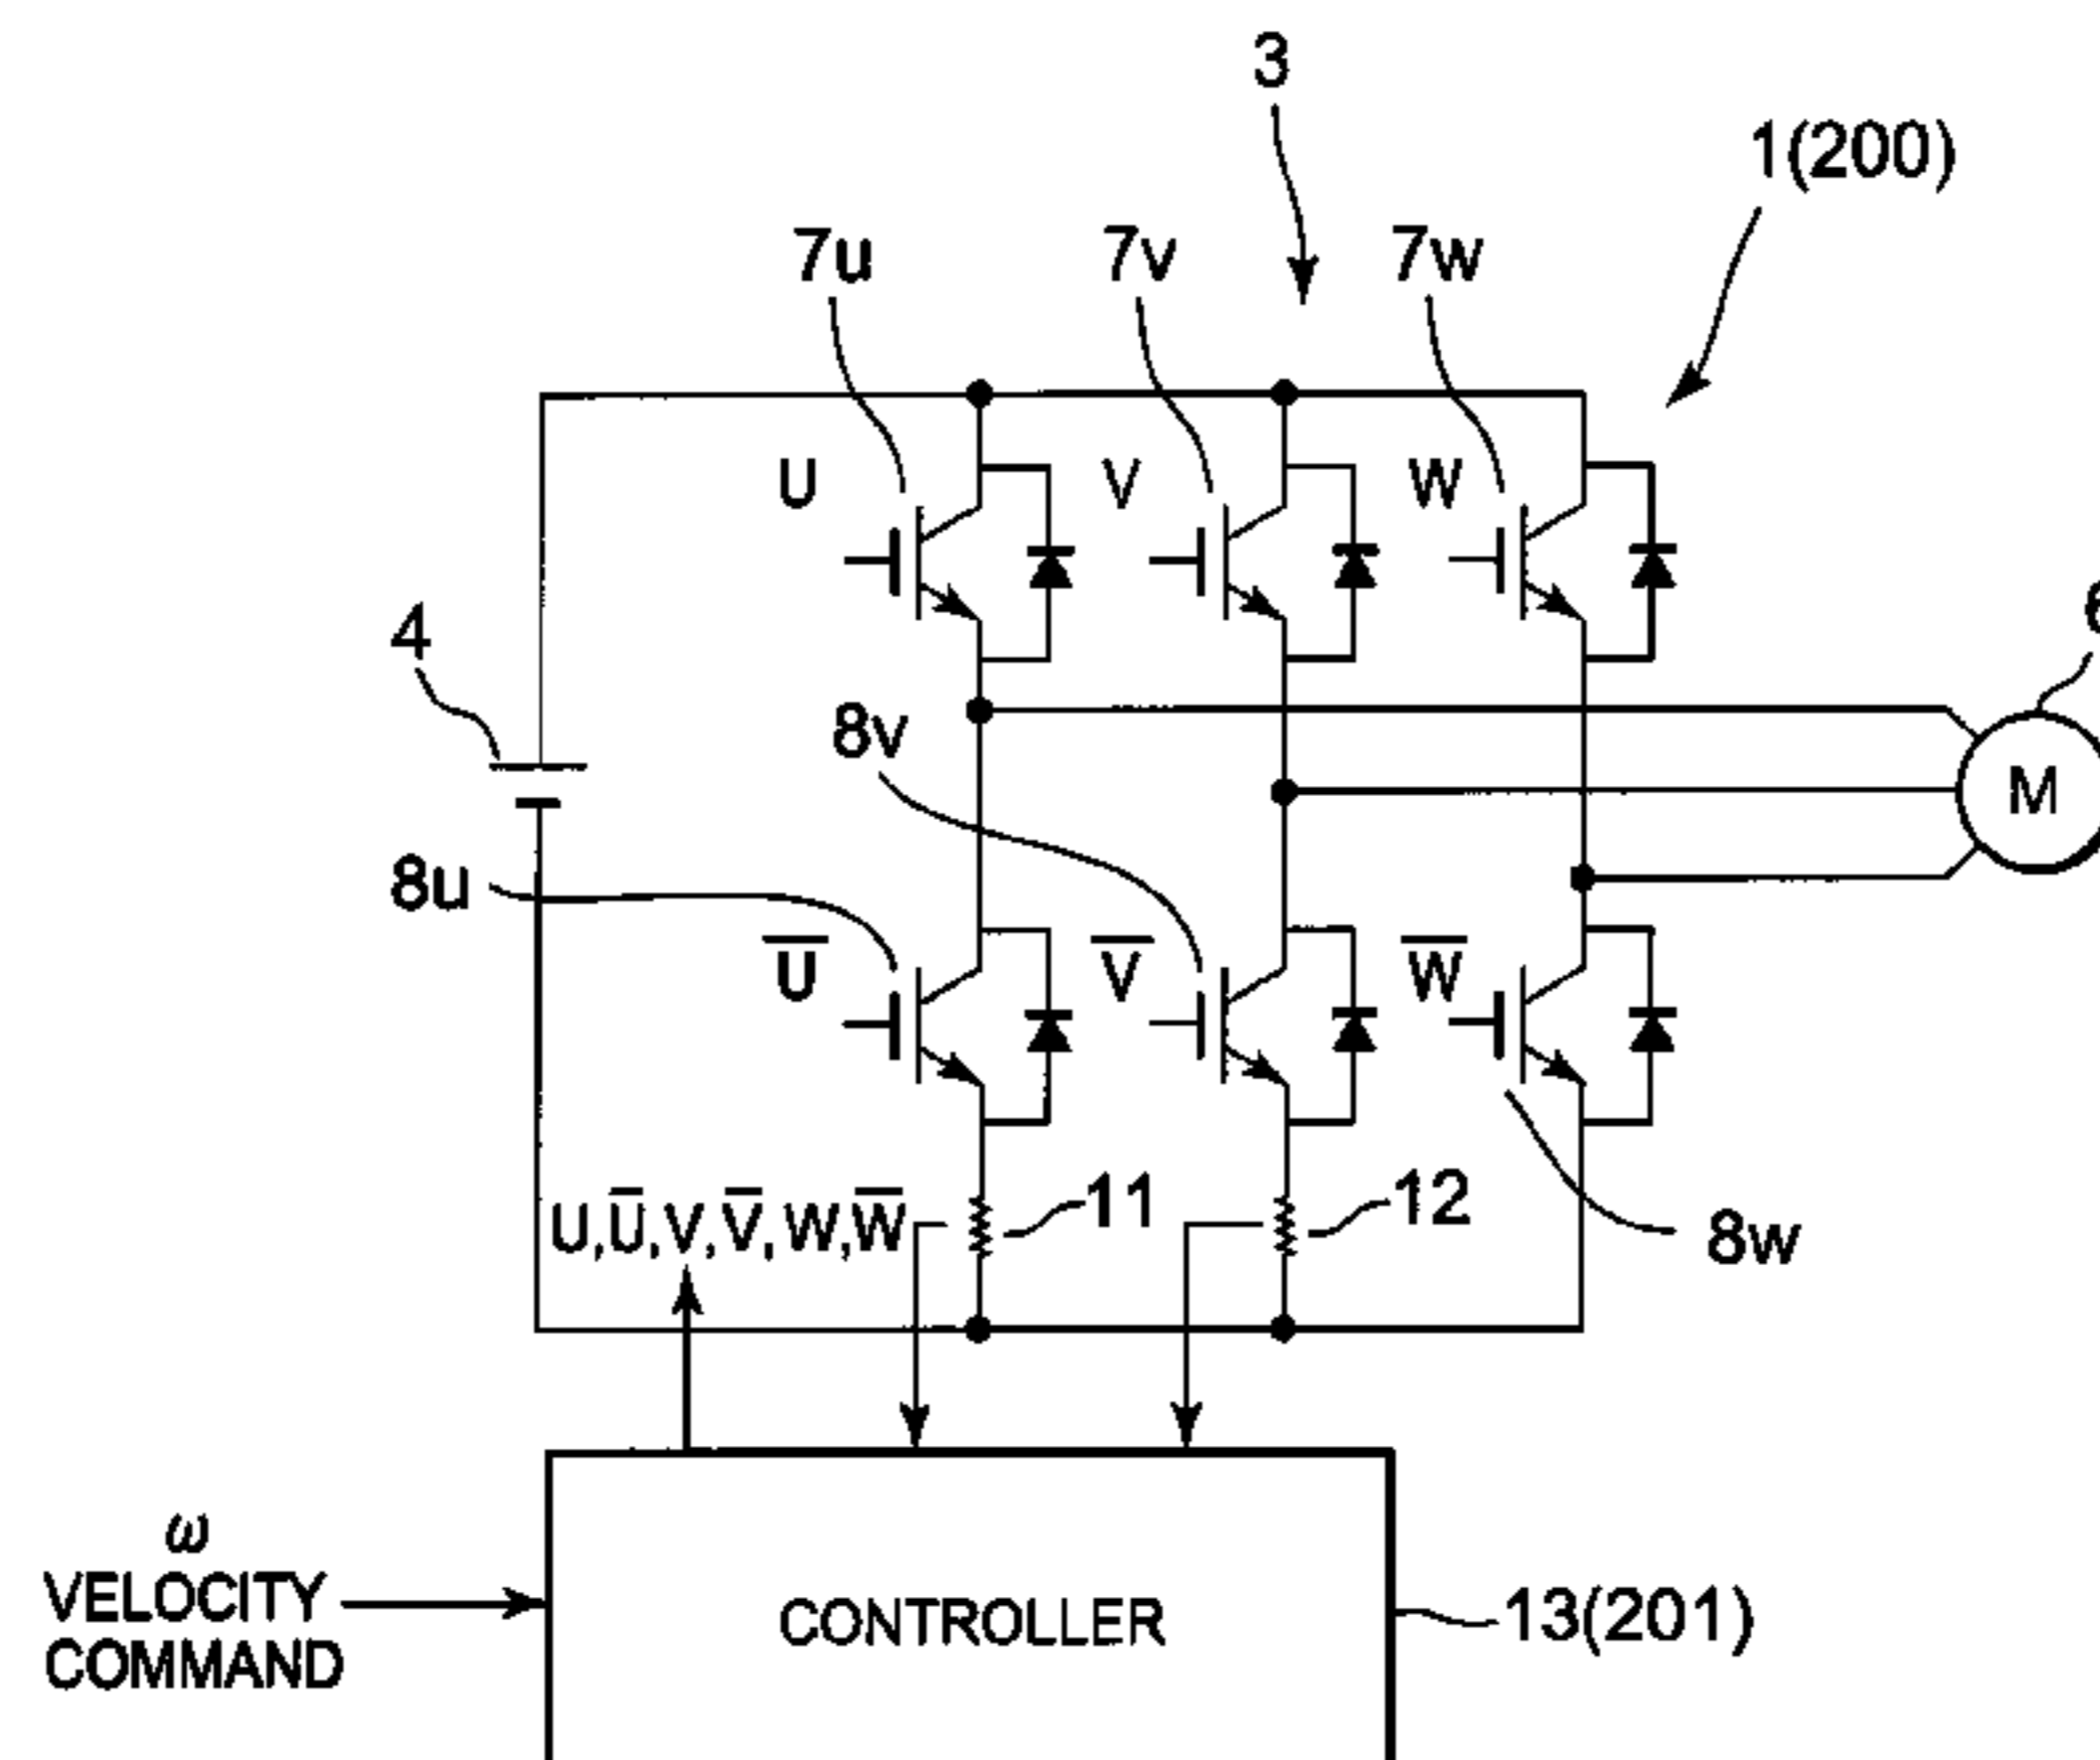 3
1(200)
7u 7v 7w
U V W
4
8v
M
8u
U̅ V̅ W̅
11 12
U,U̅,V,V̅,W,W̅
8w
ω
VELOCITY
COMMAND
CONTROLLER
13(201)